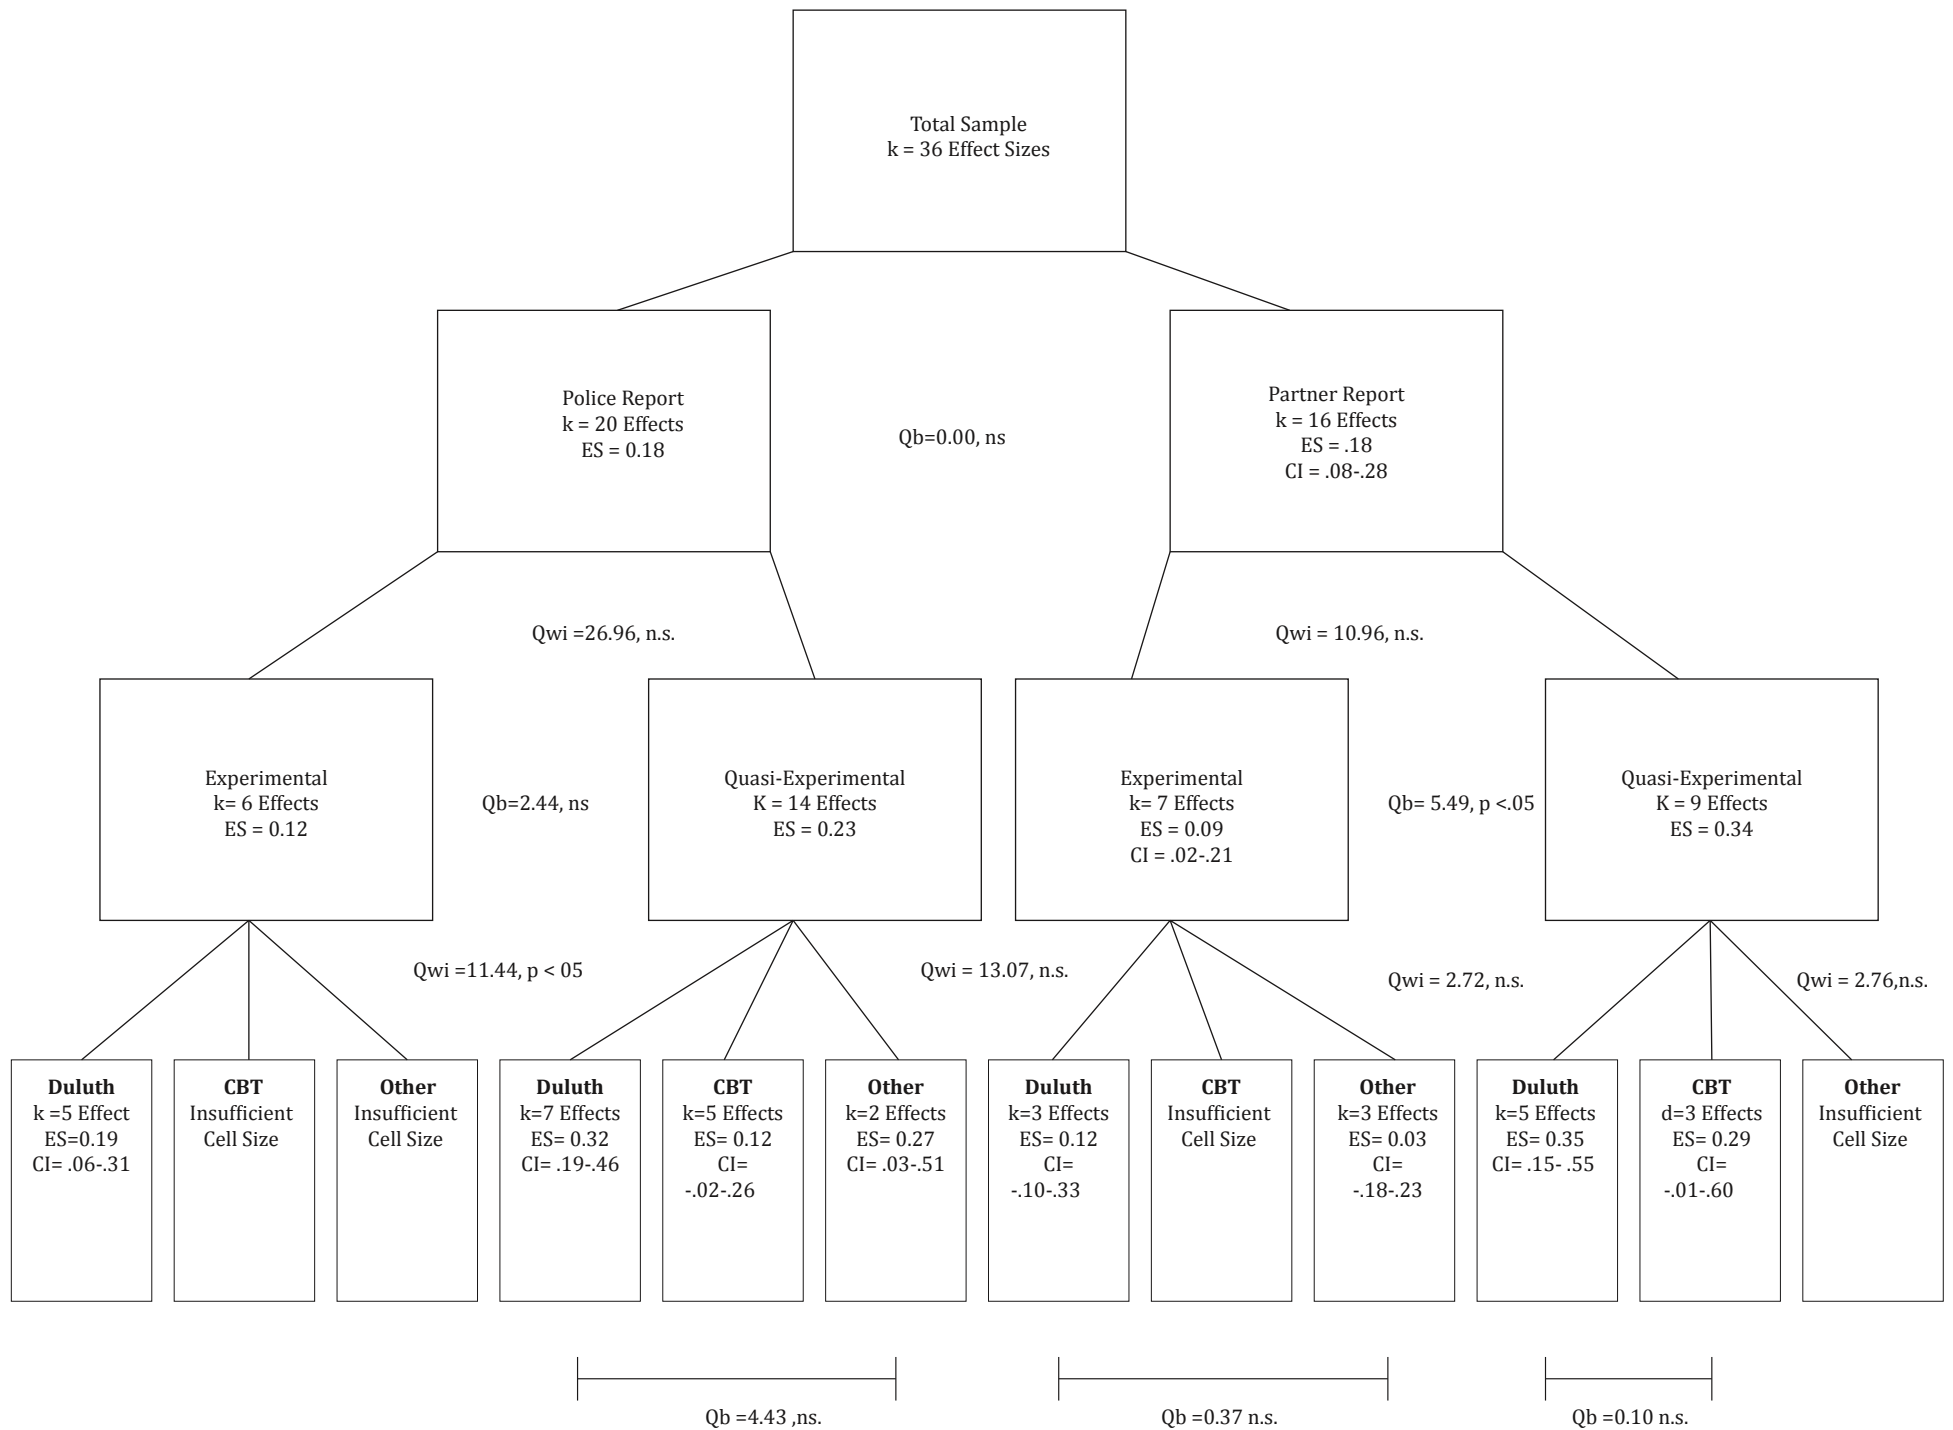 Total Sample
k = 36 Effect Sizes
Police Report
k = 20 Effects
ES = 0.18
Qb=0.00, ns
Partner Report
k = 16 Effects
ES = .18
CI = .08-.28
Qwi =26.96, n.s.
Qwi = 10.96, n.s.
Experimental
k= 6 Effects
ES = 0.12
Qb=2.44, ns
Quasi-Experimental
K = 14 Effects
ES = 0.23
Experimental
k= 7 Effects
ES = 0.09
CI = .02-.21
Qb= 5.49, p <.05
Quasi-Experimental
K = 9 Effects
ES = 0.34
Qwi =11.44, p < 05
Qwi = 13.07, n.s.
Qwi = 2.72, n.s.
Qwi = 2.76,n.s.
Duluth
k =5 Effect
ES=0.19
CI= .06-.31
CBT
Insufficient
Cell Size
Other
Insufficient
Cell Size
Duluth
k=7 Effects
ES= 0.32
CI= .19-.46
CBT
k=5 Effects
ES= 0.12
CI=
-.02-.26
Other
k=2 Effects
ES= 0.27
CI= .03-.51
Duluth
k=3 Effects
ES= 0.12
CI=
-.10-.33
CBT
Insufficient
Cell Size
Other
k=3 Effects
ES= 0.03
CI=
-.18-.23
Duluth
k=5 Effects
ES= 0.35
CI= .15- .55
CBT
d=3 Effects
ES= 0.29
CI=
-.01-.60
Other
Insufficient
Cell Size
Qb =4.43 ,ns.
Qb =0.37 n.s.
Qb =0.10 n.s.